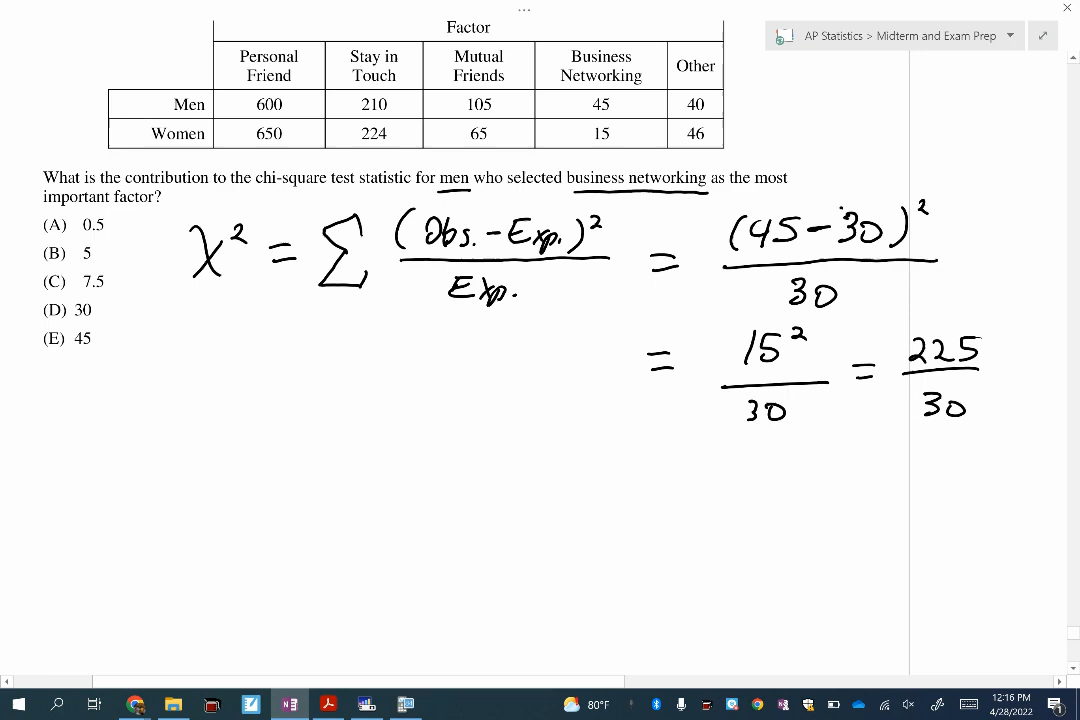 AP Statistics > Midterm and Exam Prep
Factor
Personal Friend Stay in Touch Mutual Friends Business Networking Other
Men 600 210 105 45 40
Women 650 224 65 15 46
What is the contribution to the chi-square test statistic for men who selected business networking as the most
important factor?
(A) 0.5
(B) 5
(C) 7.5
(D) 30
(E) 45
χ² = Σ (Obs. - Exp.)² / Exp. = (45 - 30)² / 30
= 15² / 30 = 225 / 30
80°F
12:16 PM
4/28/2022
1